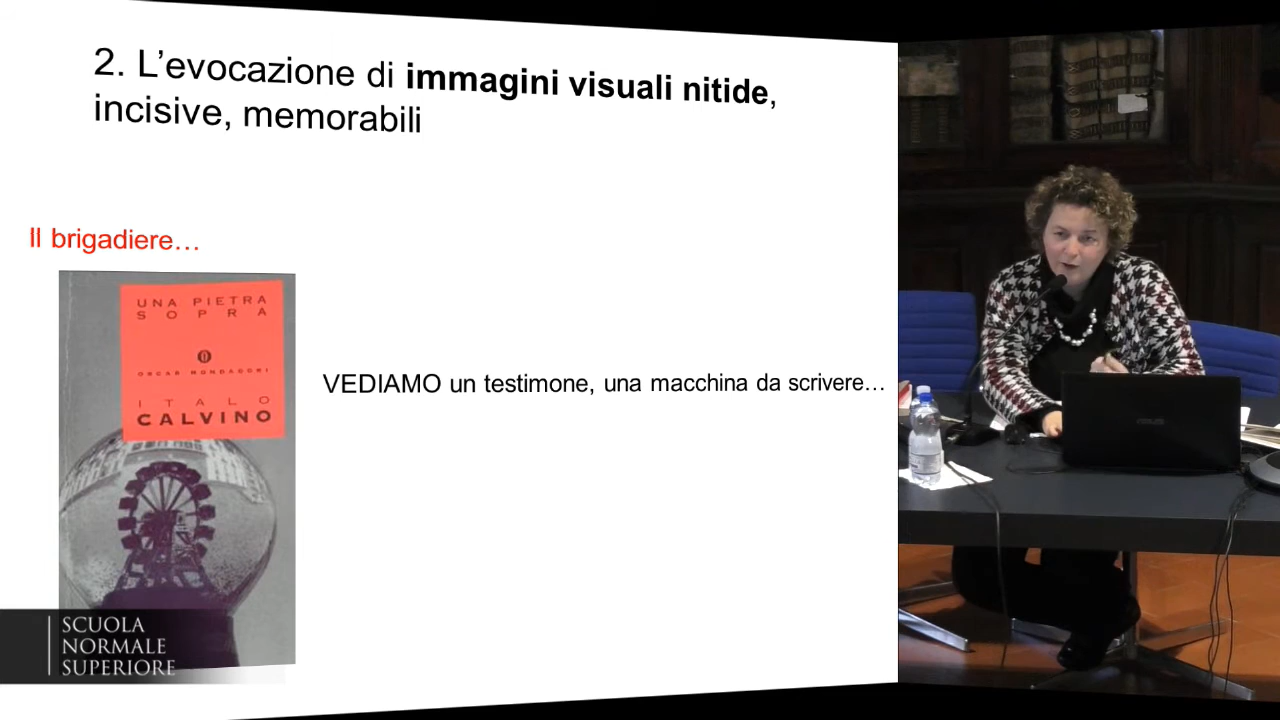 2. L'evocazione di immagini visuali nitide,
incisive, memorabili
Il brigadiere…
UNA PIETRA
SOPRA
OSCAR MONDADORI
ITALO
CALVINO
VEDIAMO un testimone, una macchina da scrivere…
SCUOLA
NORMALE
SUPERIORE
ASUS